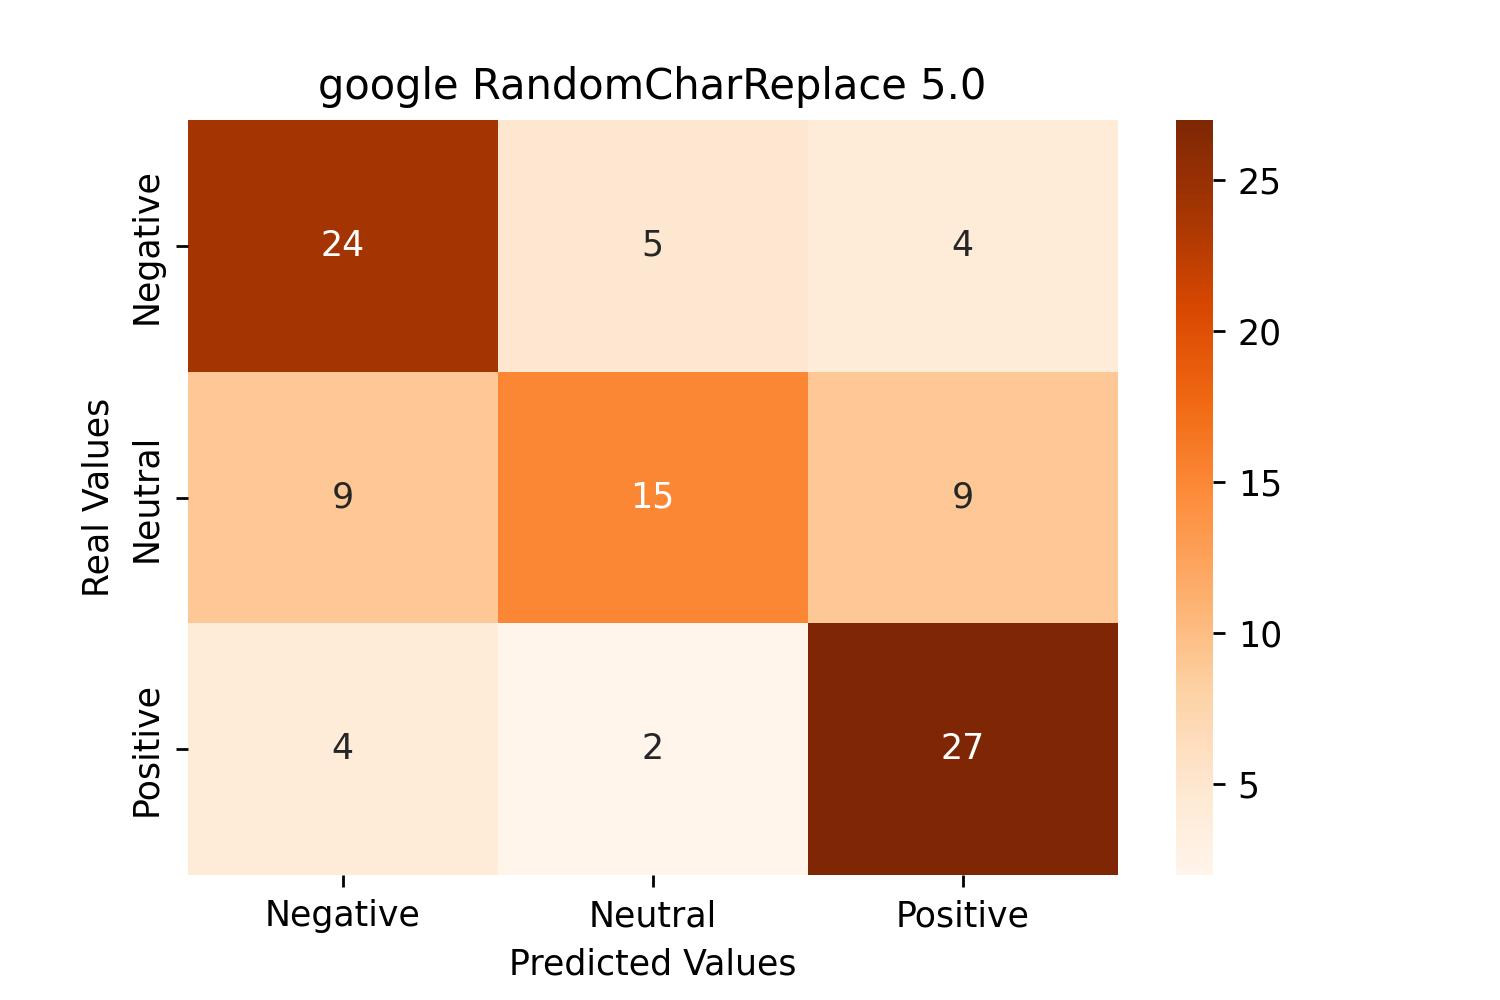 google RandomCharReplace 5.0
Real Values
Negative
24 5 4
Neutral
9 15 9
Positive
4 2 27
Negative Neutral Positive
Predicted Values
25
20
15
10
5